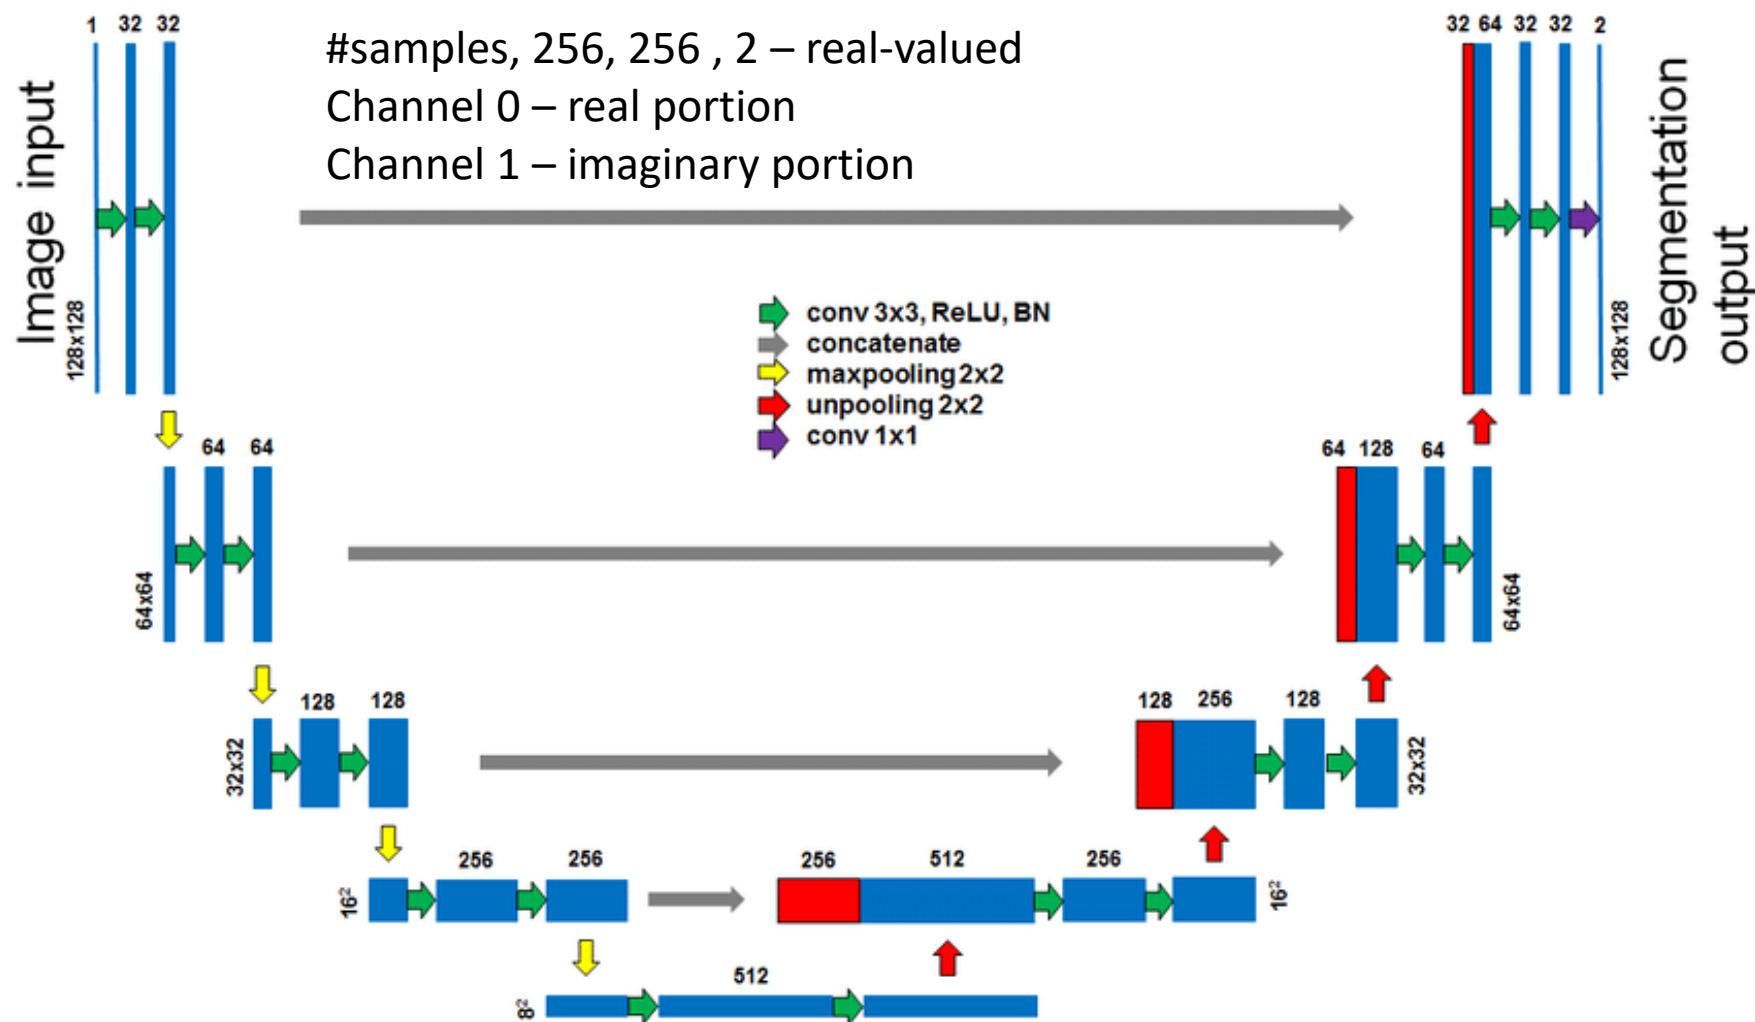 1 32 32
#samples, 256, 256 , 2 – real-valued
Channel 0 – real portion
Channel 1 – imaginary portion
32 64 32 32 2
Image input
128x128
Segmentation
output
128x128
conv 3x3, ReLU, BN
concatenate
maxpooling 2x2
unpooling 2x2
conv 1x1
64 64
64x64
64 128 64
64x64
128 128
32x32
128 256 128
32x32
256 256
16²
256 512 256
16²
512
8²